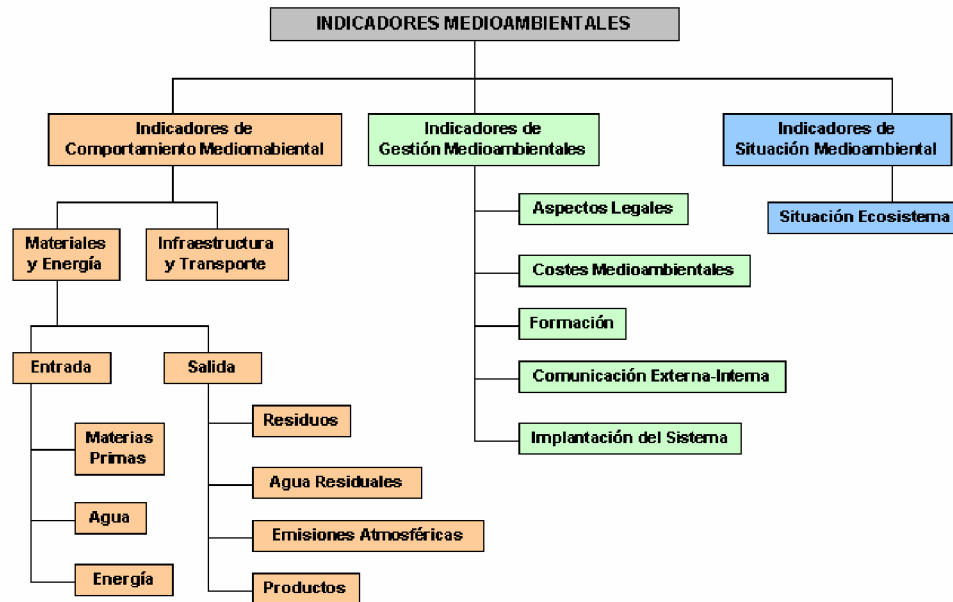 INDICADORES MEDIOAMBIENTALES
Indicadores de
Comportamiento Mediomabiental
Indicadores de
Gestión Medioambientales
Indicadores de
Situación Medioambiental
Materiales
y Energía
Infraestructura
y Transporte
Entrada
Salida
Materias
Primas
Agua
Energía
Residuos
Agua Residuales
Emisiones Atmosféricas
Productos
Aspectos Legales
Costes Medioambientales
Formación
Comunicación Externa-Interna
Implantación del Sistema
Situación Ecosistema